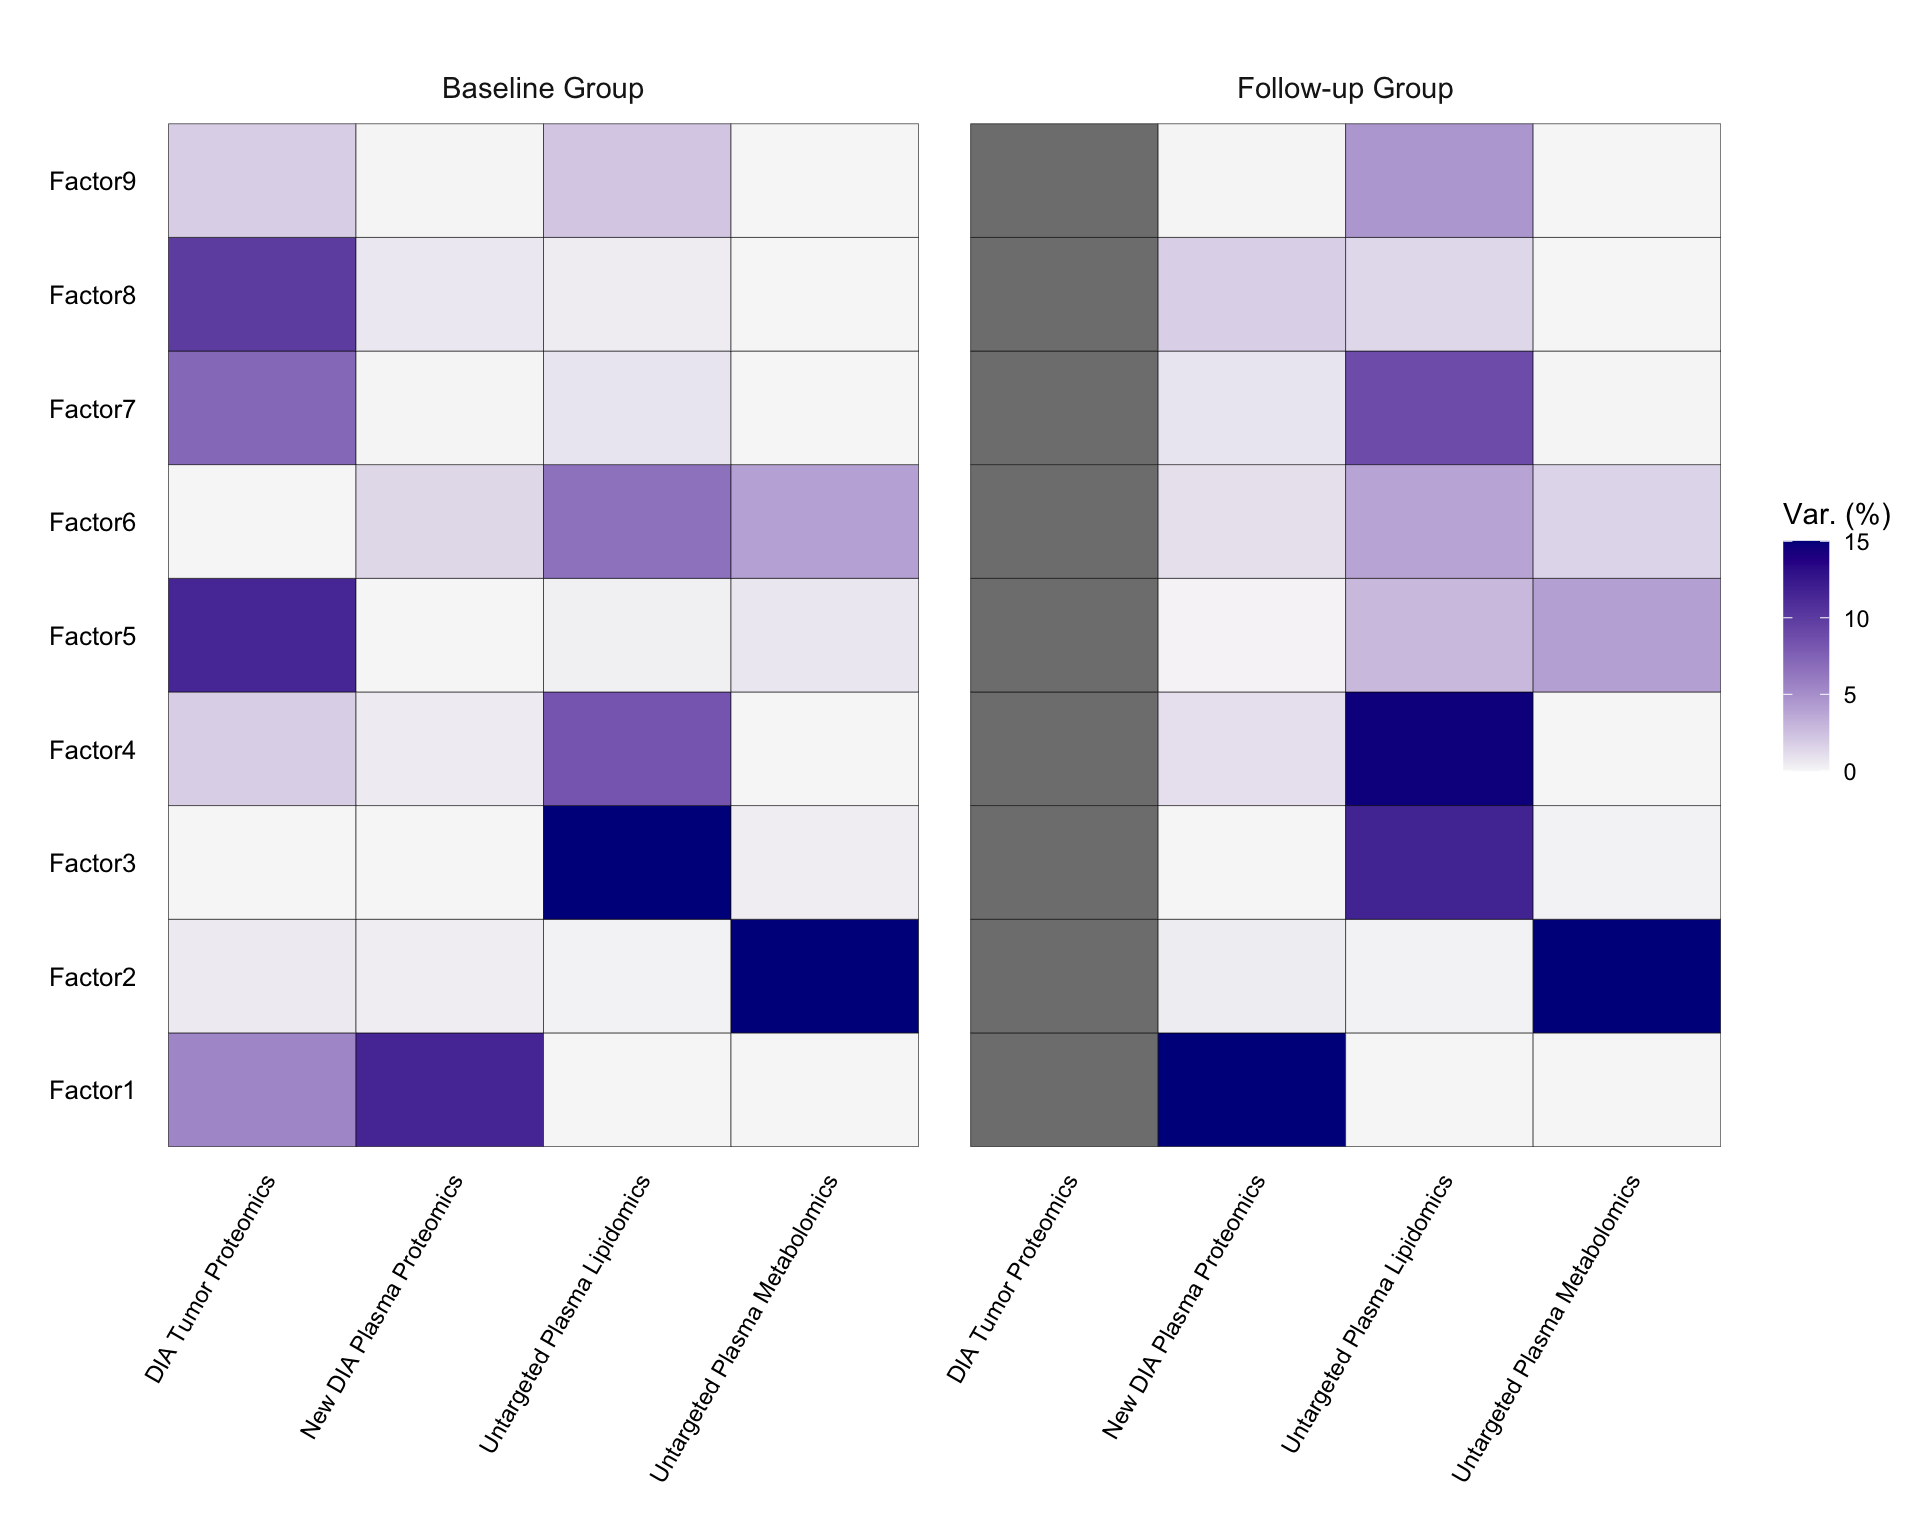 Baseline Group
Follow-up Group
Factor9
Factor8
Factor7
Factor6
Factor5
Factor4
Factor3
Factor2
Factor1
DIA Tumor Proteomics
New DIA Plasma Proteomics
Untargeted Plasma Lipidomics
Untargeted Plasma Metabolomics
DIA Tumor Proteomics
New DIA Plasma Proteomics
Untargeted Plasma Lipidomics
Untargeted Plasma Metabolomics
Var. (%)
15
10
5
0